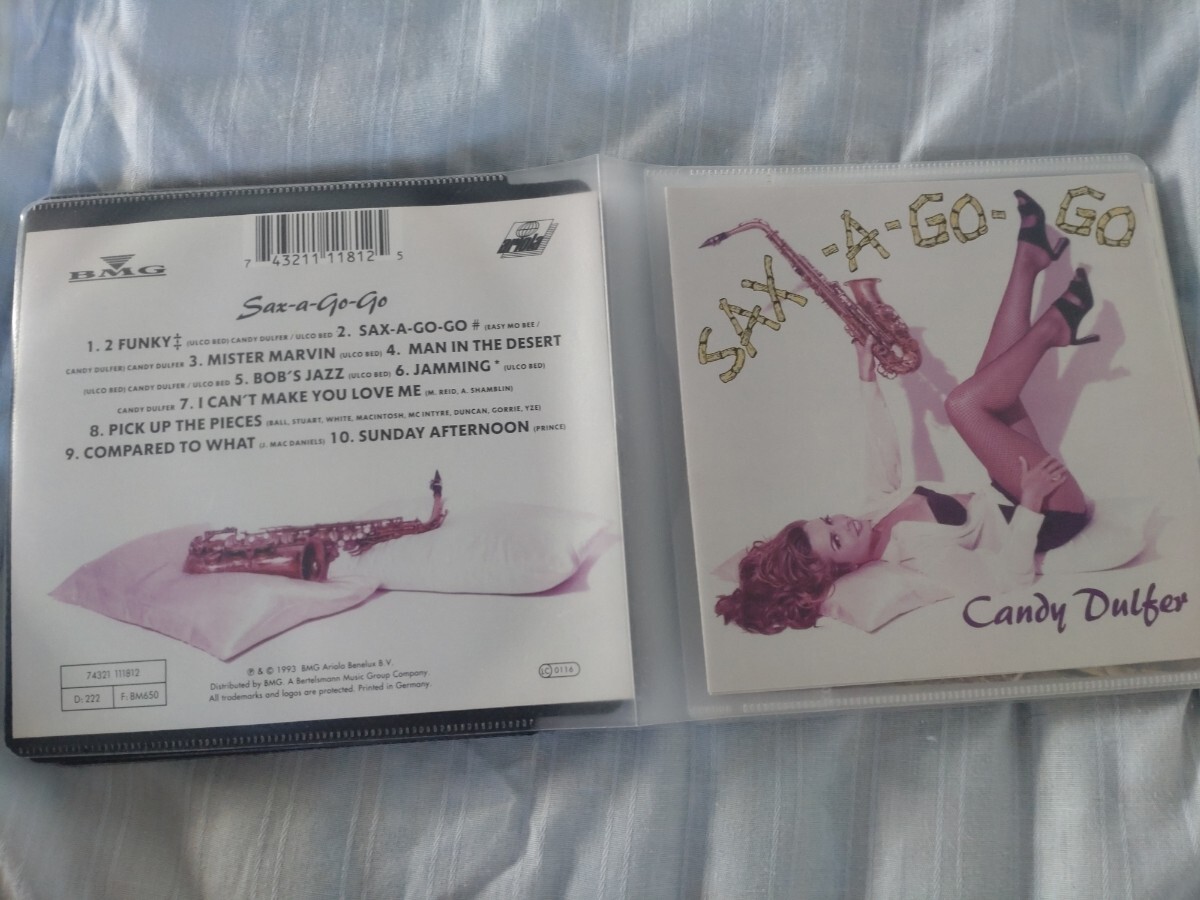 BMG
7 43211 11812 5
ariola
Sax-a-Go-Go
1. 2 FUNKY‡ (ULCO BED) CANDY DULFER / ULCO BED 2. SAX-A-GO-GO # (EASY MO BEE /
CANDY DULFER) CANDY DULFER 3. MISTER MARVIN (ULCO BED) 4. MAN IN THE DESERT
(ULCO BED) CANDY DULFER / ULCO BED 5. BOB'S JAZZ (ULCO BED) 6. JAMMING * (ULCO BED)
CANDY DULFER 7. I CAN'T MAKE YOU LOVE ME (M. REID, A. SHAMBLIN)
8. PICK UP THE PIECES (BALL, STUART, WHITE, MACINTOSH, MC INTYRE, DUNCAN, GORRIE, YZE)
9. COMPARED TO WHAT (J. MAC DANIELS) 10. SUNDAY AFTERNOON (PRINCE)
74321 111812
D: 222 F: BM650
℗ & © 1993 BMG Ariola Benelux B.V.
Distributed by BMG. A Bertelsmann Music Group Company.
All trademarks and logos are protected. Printed in Germany.
LC 0116
SAX-A-GO-GO
Candy Dulfer